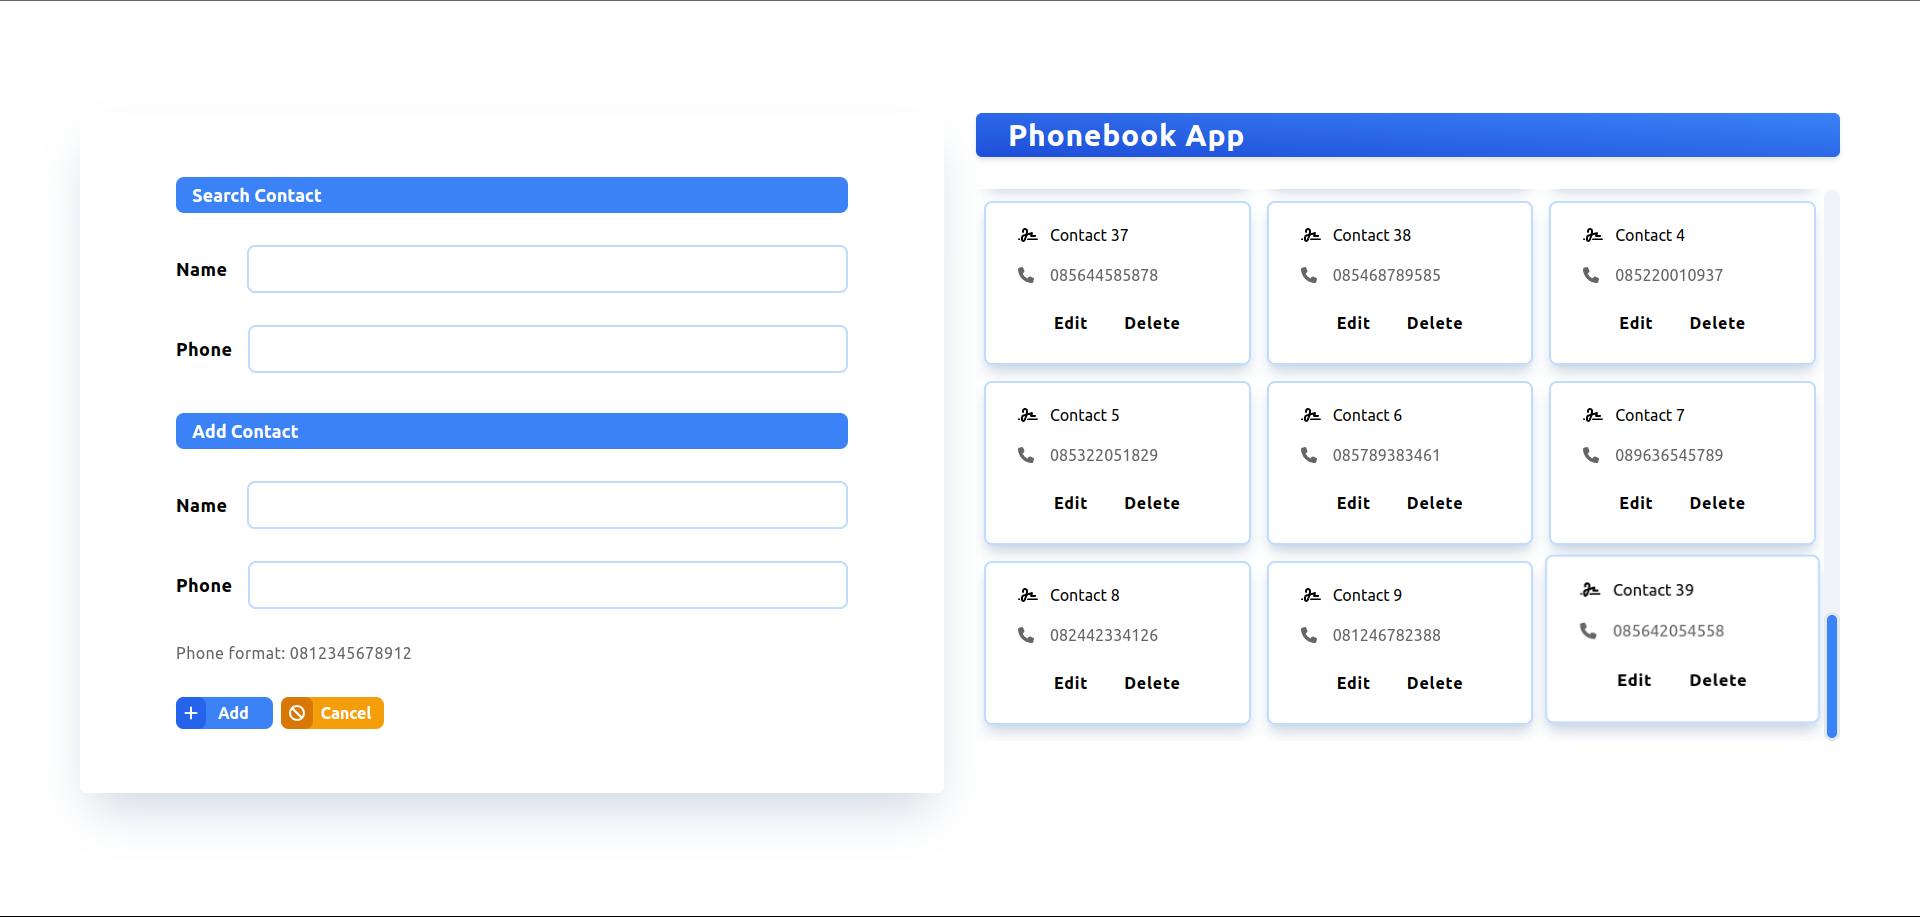 Search Contact
Name
Phone
Add Contact
Name
Phone
Phone format: 0812345678912
Add Cancel
Phonebook App
Contact 37
085644585878
Edit Delete
Contact 38
085468789585
Edit Delete
Contact 4
085220010937
Edit Delete
Contact 5
085322051829
Edit Delete
Contact 6
085789383461
Edit Delete
Contact 7
089636545789
Edit Delete
Contact 8
082442334126
Edit Delete
Contact 9
081246782388
Edit Delete
Contact 39
085642054558
Edit Delete